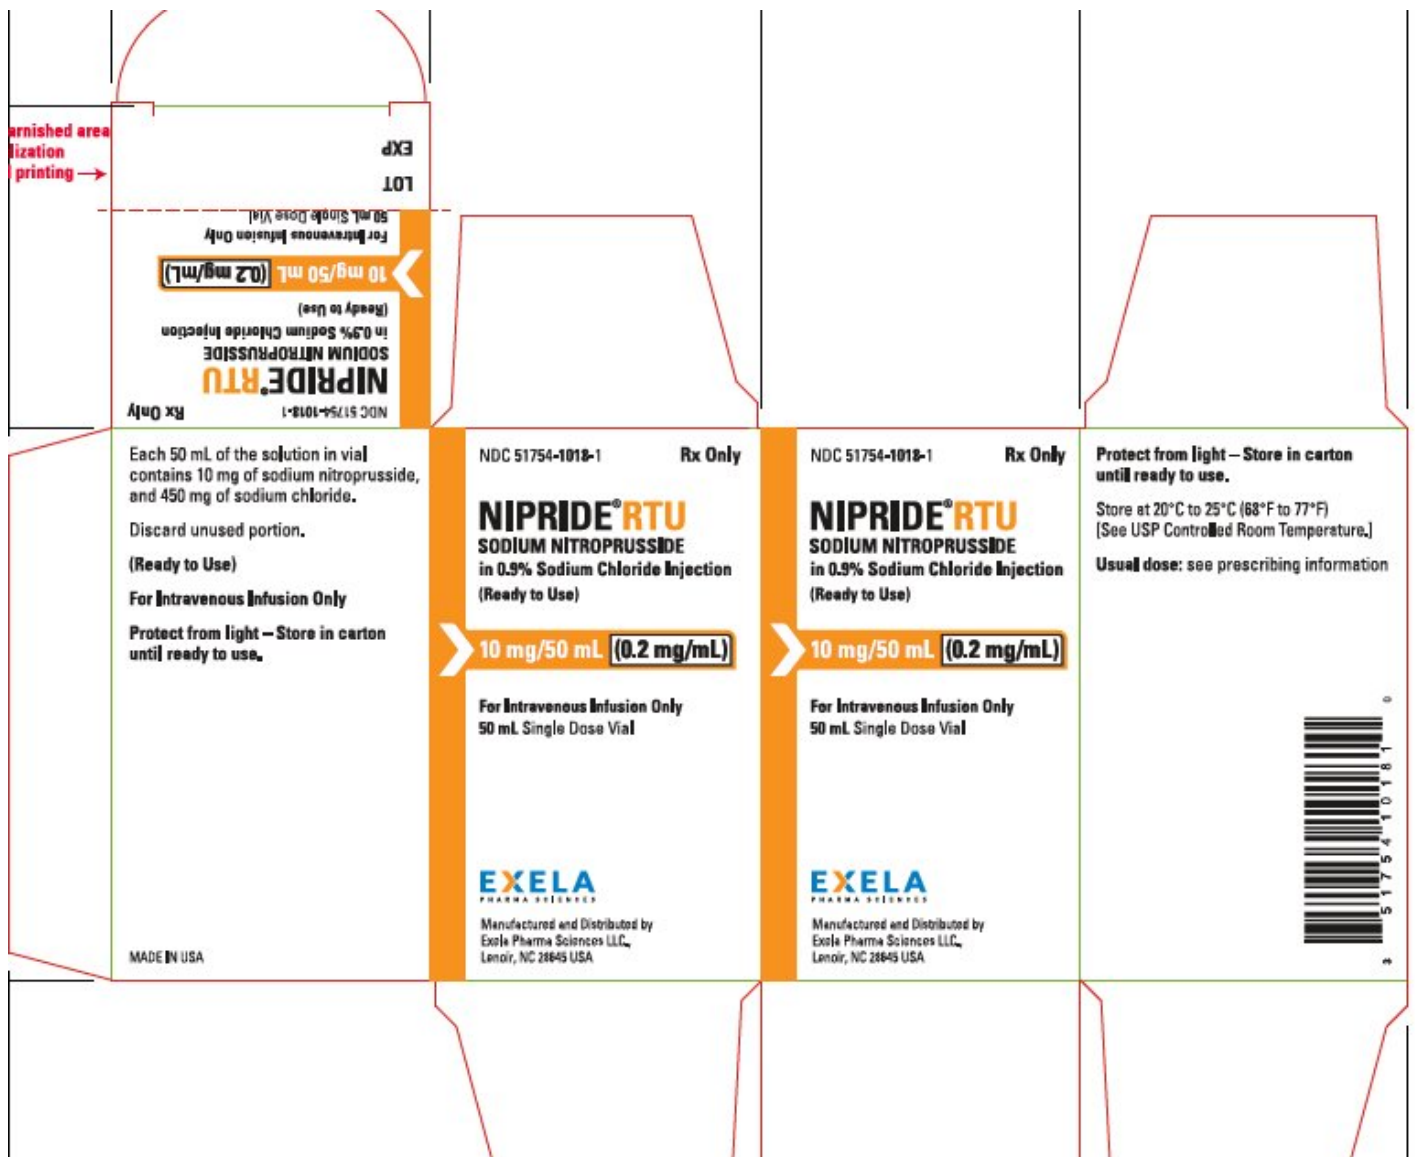 arnished area
lization
printing
EXP
LOT
50 mL Single Dose Vial
For Intravenous Infusion Only
10 mg/50 mL (0.2 mg/mL)
(Ready to Use)
in 0.9% Sodium Chloride Injection
SODIUM NITROPRUSSIDE
NIPRIDE® RTU
NDC 51754-1018-1 Rx Only
Each 50 mL of the solution in vial
contains 10 mg of sodium nitroprusside,
and 450 mg of sodium chloride.
Discard unused portion.
(Ready to Use)
For Intravenous Infusion Only
Protect from light – Store in carton
until ready to use.
MADE IN USA
NDC 51754-1018-1 Rx Only
NIPRIDE® RTU
SODIUM NITROPRUSSIDE
in 0.9% Sodium Chloride Injection
(Ready to Use)
10 mg/50 mL (0.2 mg/mL)
For Intravenous Infusion Only
50 mL Single Dose Vial
EXELA
PHARMA SCIENCES
Manufactured and Distributed by
Exela Pharma Sciences LLC.,
Lenoir, NC 28645 USA
NDC 51754-1018-1 Rx Only
NIPRIDE® RTU
SODIUM NITROPRUSSIDE
in 0.9% Sodium Chloride Injection
(Ready to Use)
10 mg/50 mL (0.2 mg/mL)
For Intravenous Infusion Only
50 mL Single Dose Vial
EXELA
PHARMA SCIENCES
Manufactured and Distributed by
Exela Pharma Sciences LLC.,
Lenoir, NC 28645 USA
Protect from light – Store in carton
until ready to use.
Store at 20°C to 25°C (68°F to 77°F)
[See USP Controlled Room Temperature.]
Usual dose: see prescribing information
3 51754 10181 0